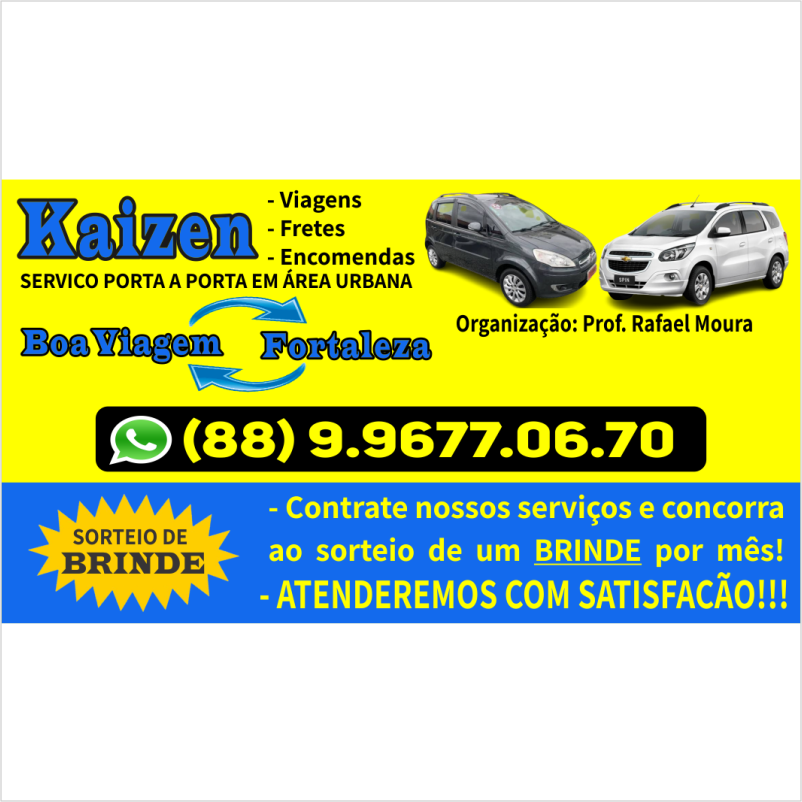 Kaizen
- Viagens
- Fretes
- Encomendas
SERVICO PORTA A PORTA EM ÁREA URBANA
Boa Viagem
Fortaleza
Organização: Prof. Rafael Moura
(88) 9.9677.06.70
SORTEIO DE
BRINDE
- Contrate nossos serviços e concorra
ao sorteio de um BRINDE por mês!
- ATENDEREMOS COM SATISFACÃO!!!
SPIN